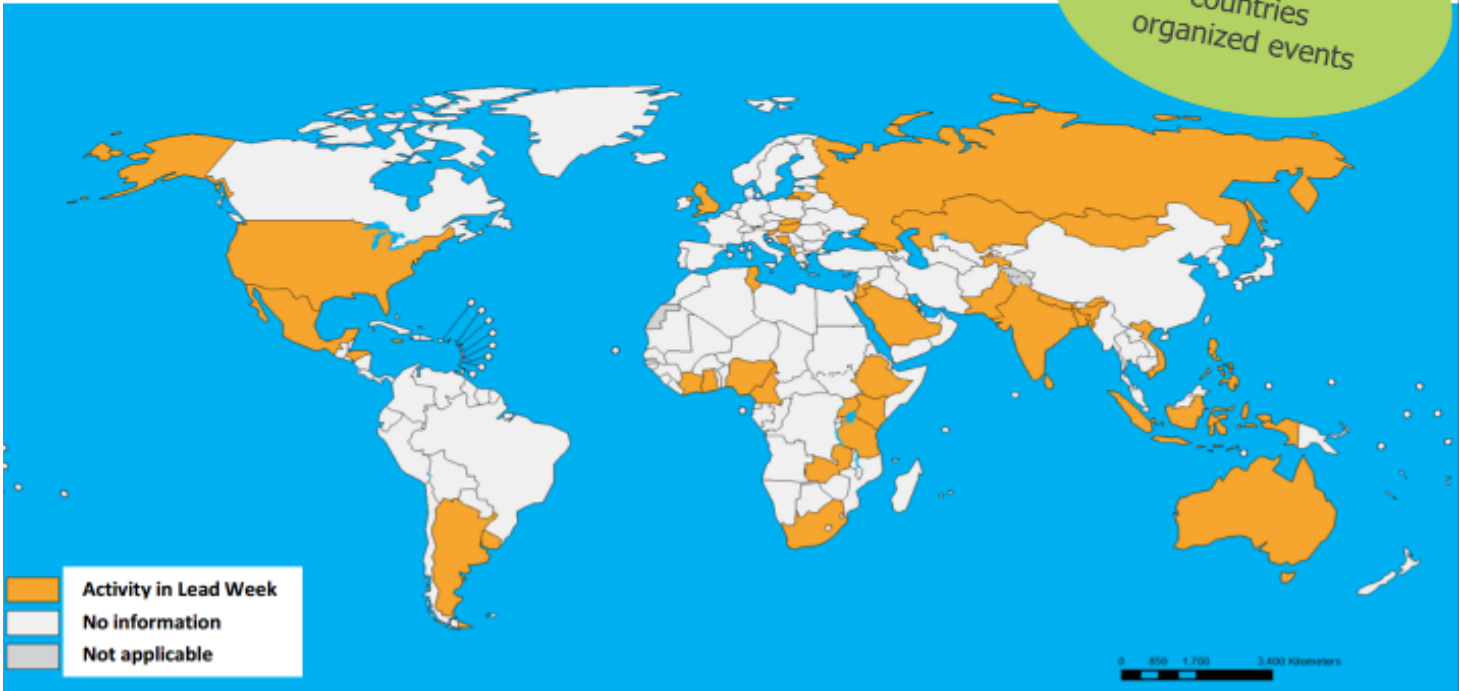 countries
organized events
Activity in Lead Week
No information
Not applicable
0 850 1,700 3,400 Kilometers